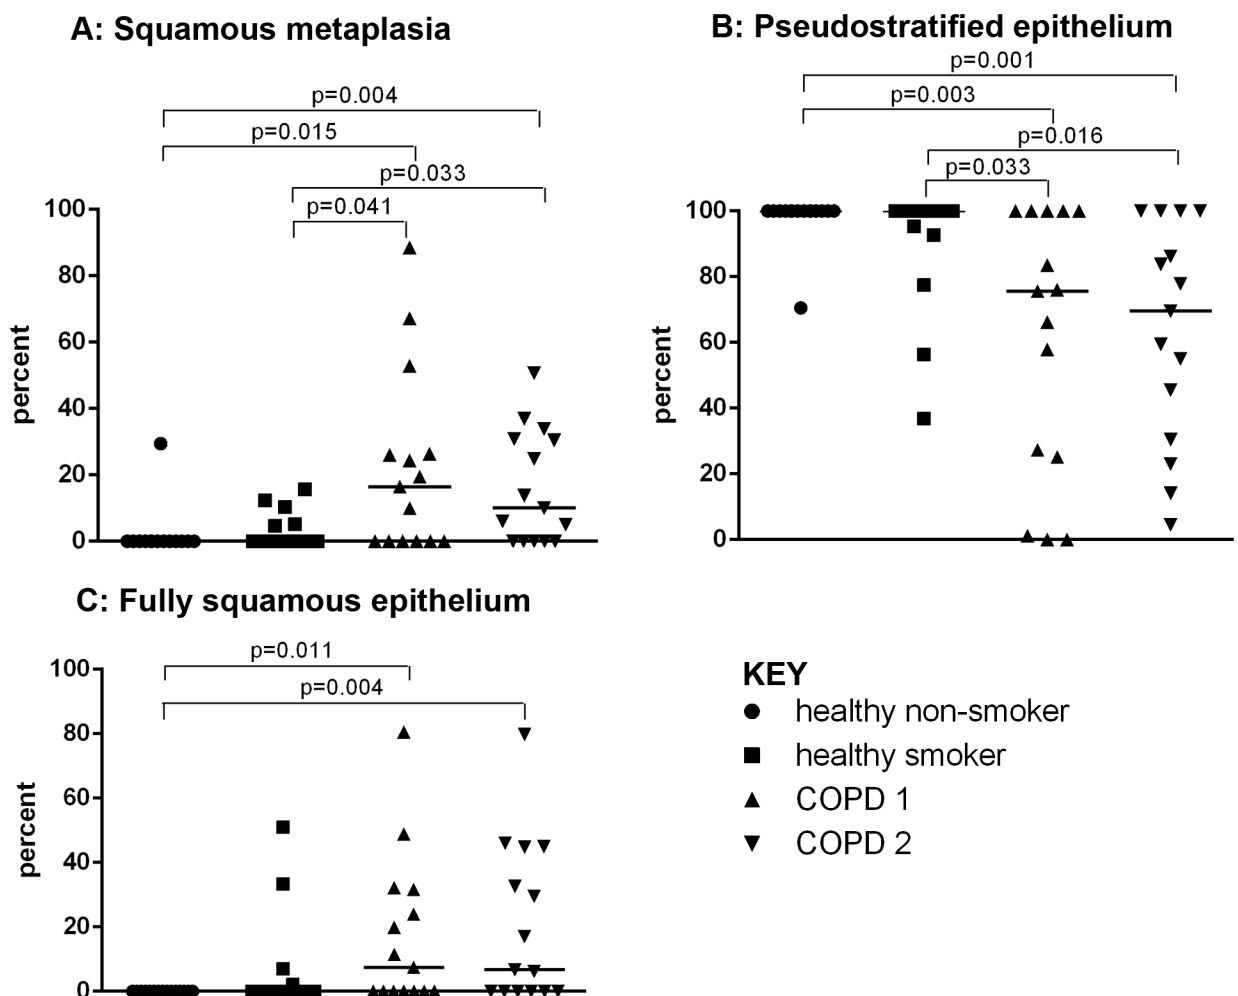 A: Squamous metaplasia
p=0.004
p=0.015
p=0.033
p=0.041
100
80
60
40
20
0
percent
B: Pseudostratified epithelium
p=0.001
p=0.003
p=0.016
p=0.033
100
80
60
40
20
0
percent
C: Fully squamous epithelium
p=0.011
p=0.004
100
80
60
40
20
0
percent
KEY
healthy non-smoker
healthy smoker
COPD 1
COPD 2